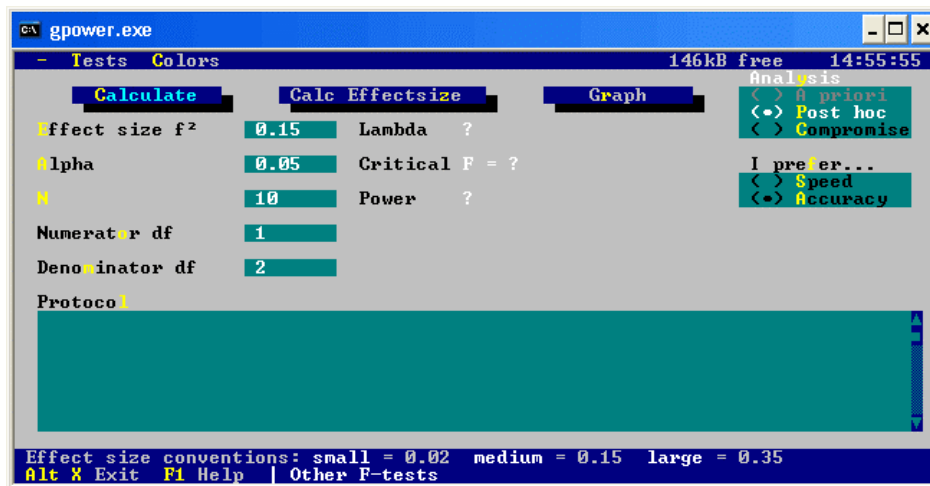 gpower.exe
- Tests Colors 146kB free 14:55:55
Analysis
Calculate Calc Effectsize Graph ( ) A priori
(•) Post hoc
Effect size f² 0.15 Lambda ? ( ) Compromise
Alpha 0.05 Critical F = ? I prefer...
( ) Speed
N 10 Power ? (•) Accuracy
Numerator df 1
Denominator df 2
Protocol
Effect size conventions: small = 0.02 medium = 0.15 large = 0.35
Alt X Exit F1 Help | Other F-tests